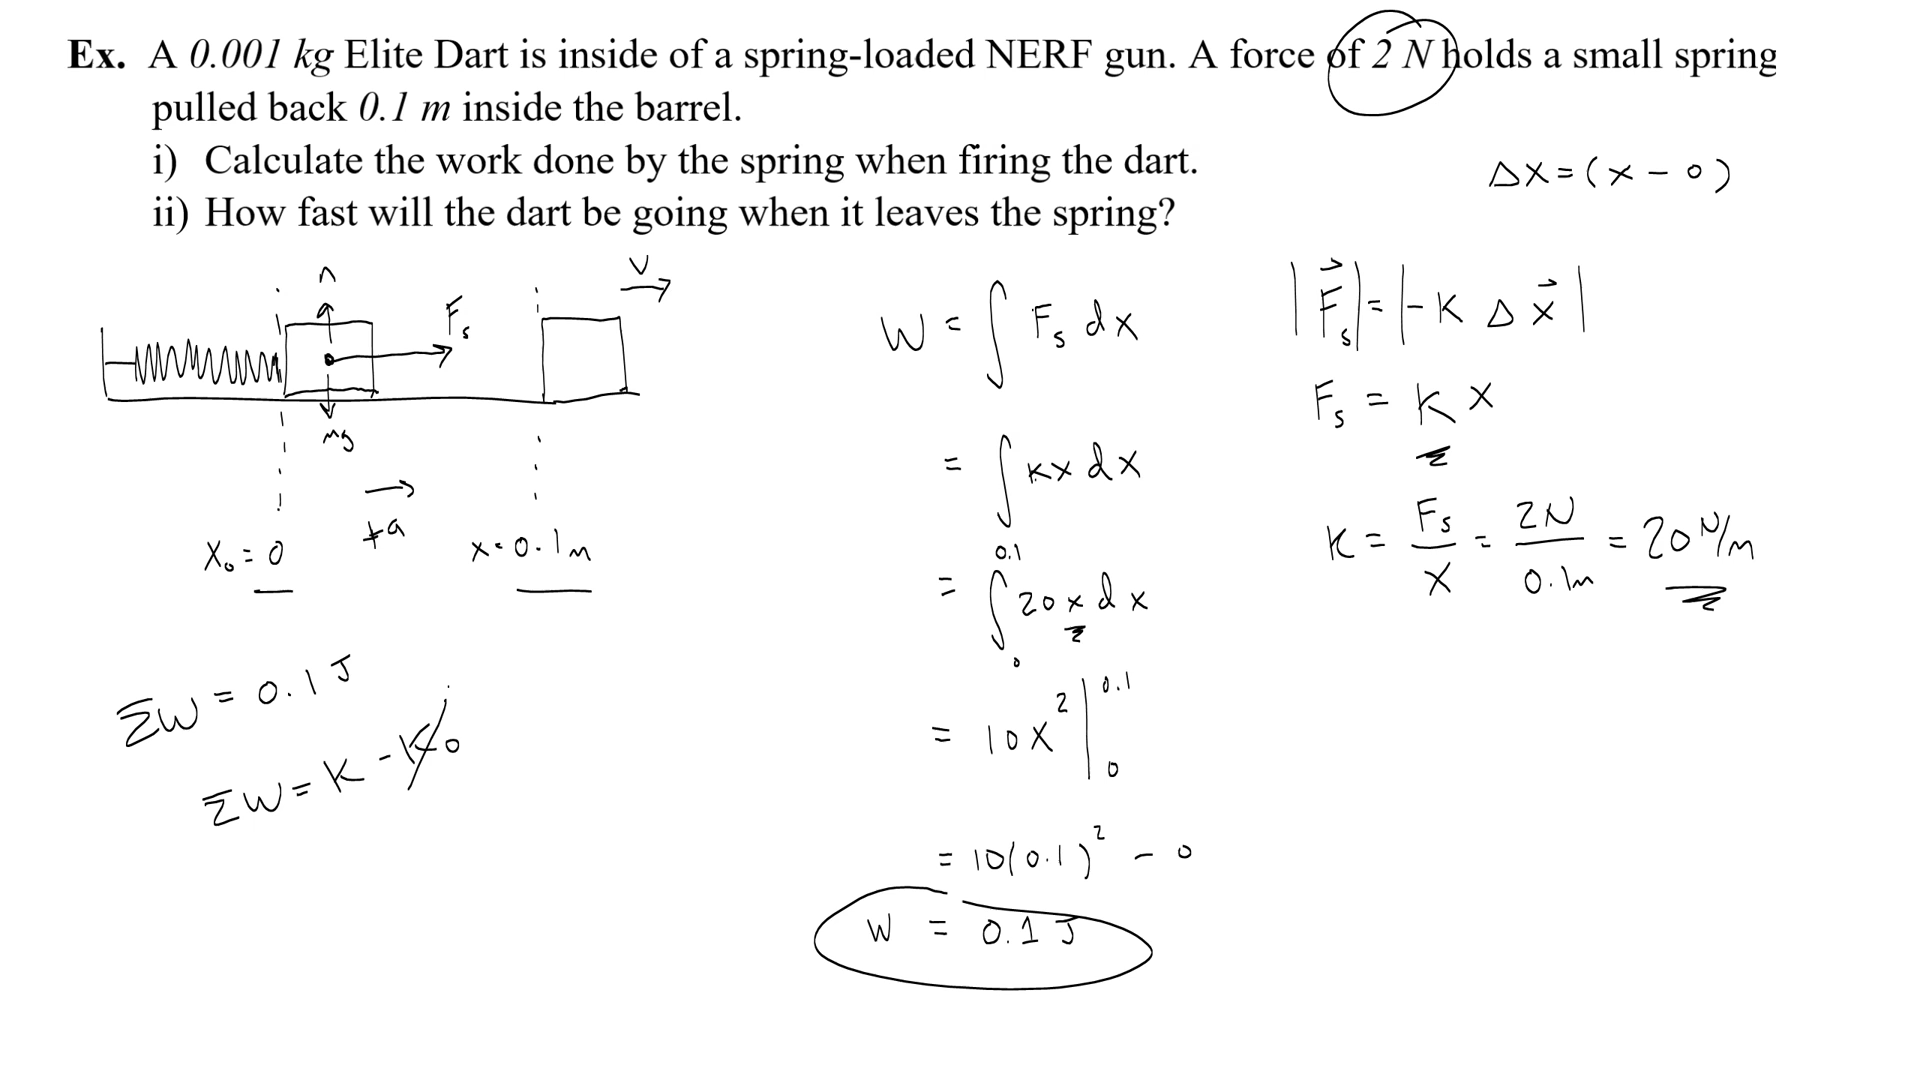 Ex. A 0.001 kg Elite Dart is inside of a spring-loaded NERF gun. A force of 2 N holds a small spring
pulled back 0.1 m inside the barrel.
i) Calculate the work done by the spring when firing the dart.
ii) How fast will the dart be going when it leaves the spring?
Δx = (x - 0)
n
Fs
mg
+a
v
x₀ = 0
x = 0.1m
ΣW = 0.1 J
ΣW = K - K₀
W = ∫ Fs dx
= ∫ kx dx
= ∫₀^0.1 20x dx
= 10x² |₀^0.1
= 10(0.1)² - 0
W = 0.1 J
|F⃗s| = |-k Δx⃗|
Fs = kx
k = Fs/x = 2N/0.1m = 20 N/m